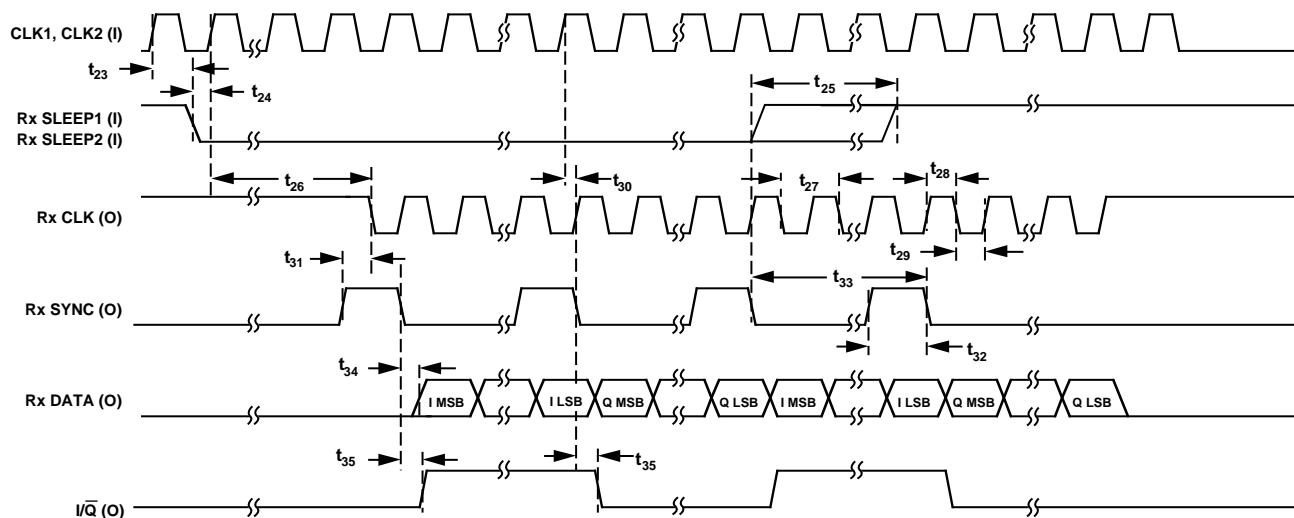 CLK1, CLK2 (I)
t23
t24
t25
Rx SLEEP1 (I)
Rx SLEEP2 (I)
t26
t30
t27
t28
Rx CLK (O)
t31
t29
t33
Rx SYNC (O)
t32
t34
Rx DATA (O)
I MSB
I LSB
Q MSB
Q LSB
I MSB
I LSB
Q MSB
Q LSB
t35
t35
I/Q̅ (O)